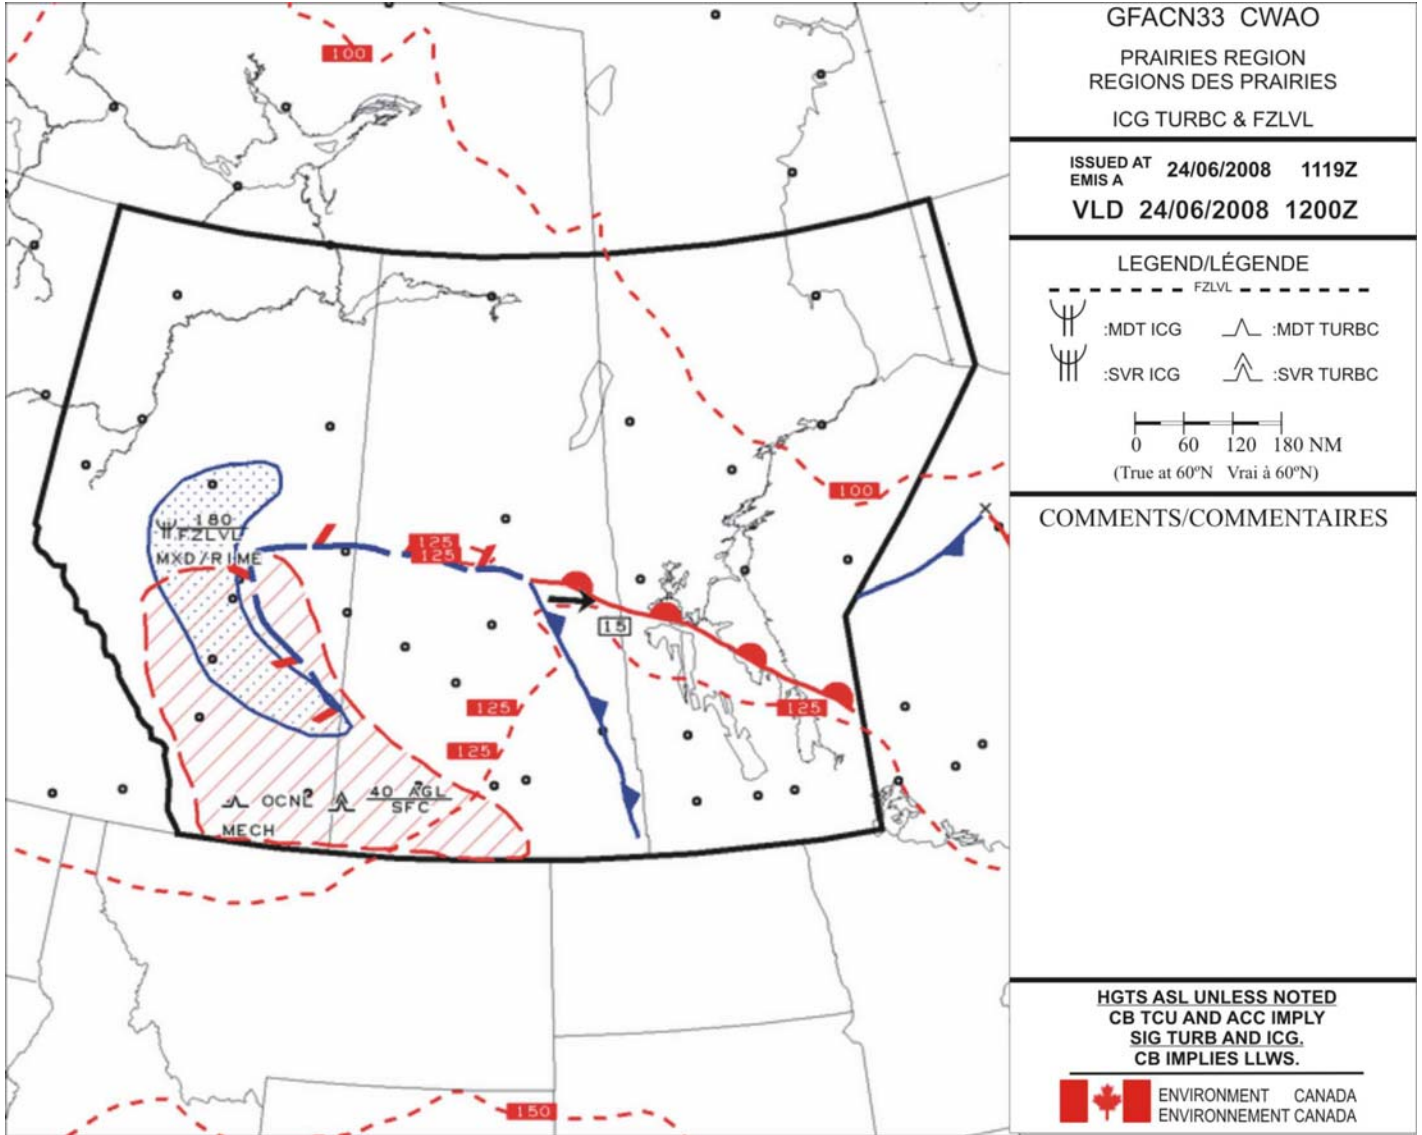 GFACN33 CWAO
PRAIRIES REGION
REGIONS DES PRAIRIES
ICG TURBC & FZLVL
ISSUED AT 24/06/2008 1119Z
EMIS A
VLD 24/06/2008 1200Z
LEGEND/LÉGENDE
FZLVL
:MDT ICG :MDT TURBC
:SVR ICG :SVR TURBC
0 60 120 180 NM
(True at 60ºN Vrai à 60ºN)
COMMENTS/COMMENTAIRES
HGTS ASL UNLESS NOTED
CB TCU AND ACC IMPLY
SIG TURB AND ICG.
CB IMPLIES LLWS.
ENVIRONMENT CANADA
ENVIRONNEMENT CANADA
100
100
180
FZLVL
MXD/RIME
125
125
15
125
125
125
OCNL 40 AGL
SFC
MECH
150